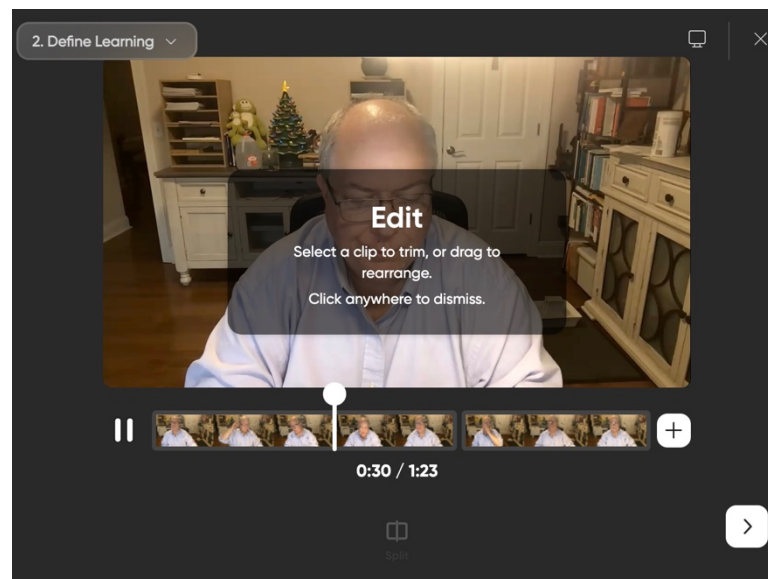 2. Define Learning
Edit
Select a clip to trim, or drag to
rearrange.
Click anywhere to dismiss.
0:30 / 1:23
Split